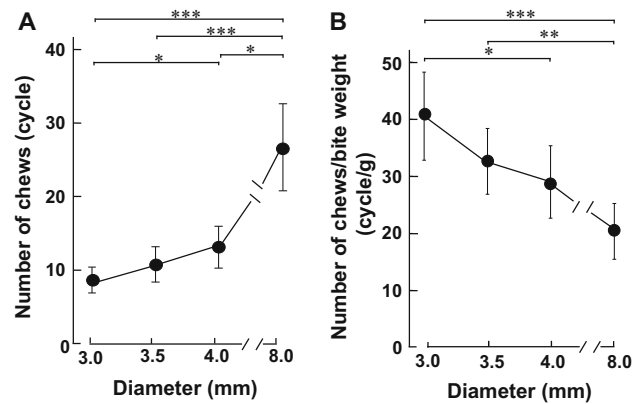 A
***
***
*
*
Number of chews (cycle)
40
30
20
10
0
3.0 3.5 4.0 8.0
Diameter (mm)
B
***
**
*
Number of chews/bite weight
(cycle/g)
50
40
30
20
10
0
3.0 3.5 4.0 8.0
Diameter (mm)